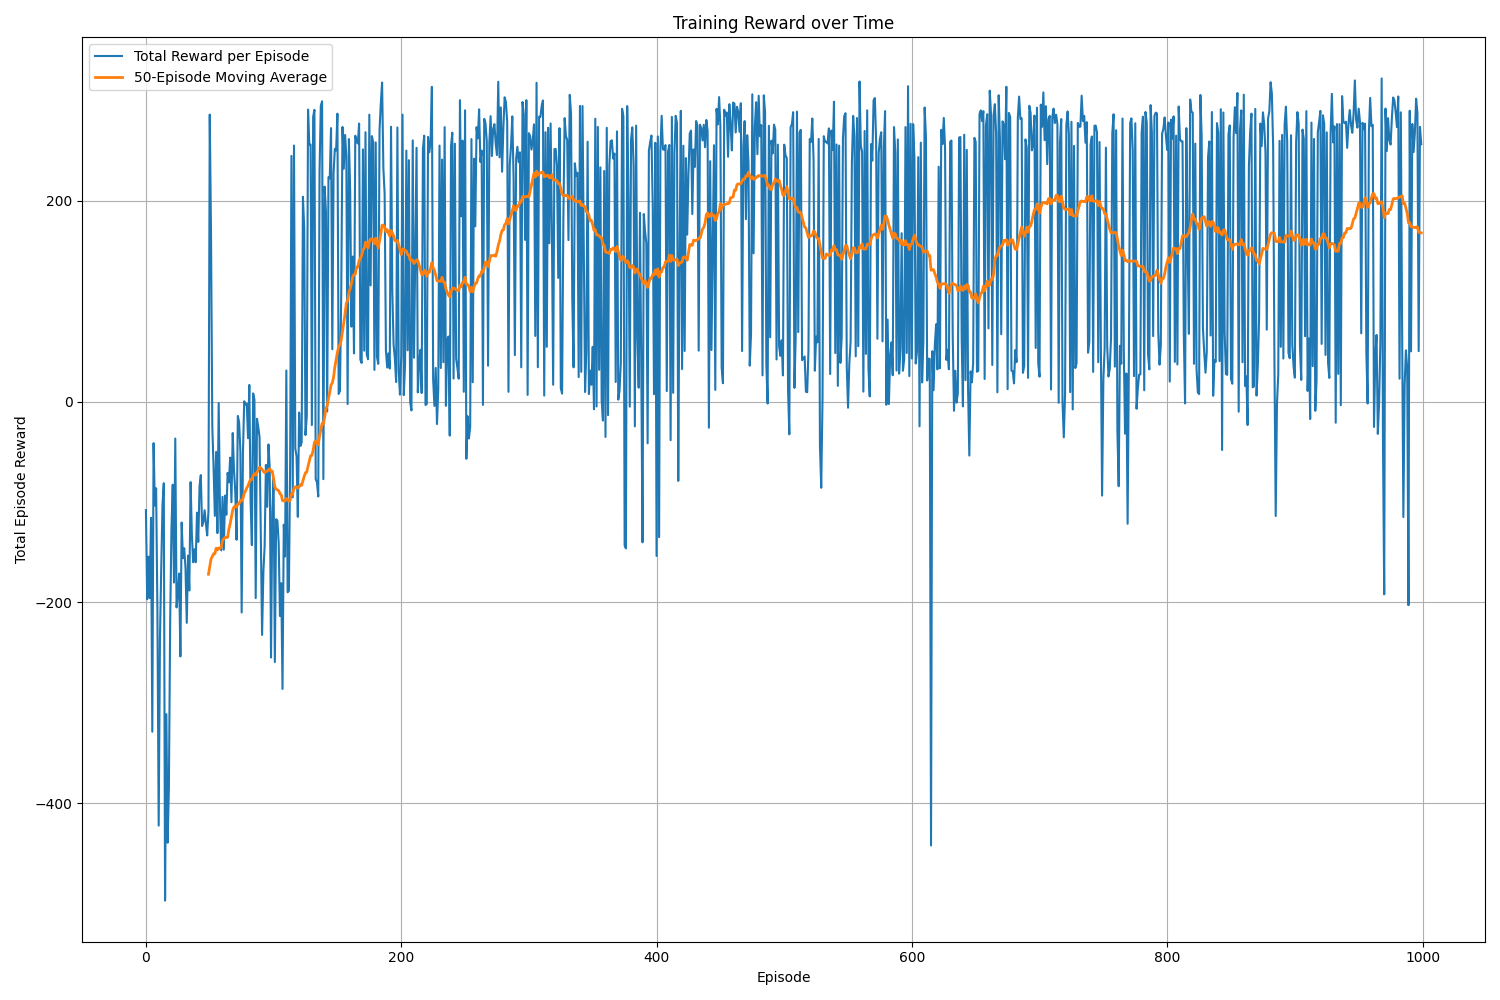 Training Reward over Time
Total Reward per Episode
50-Episode Moving Average
Total Episode Reward
200
0
−200
−400
0
200
400
600
800
1000
Episode